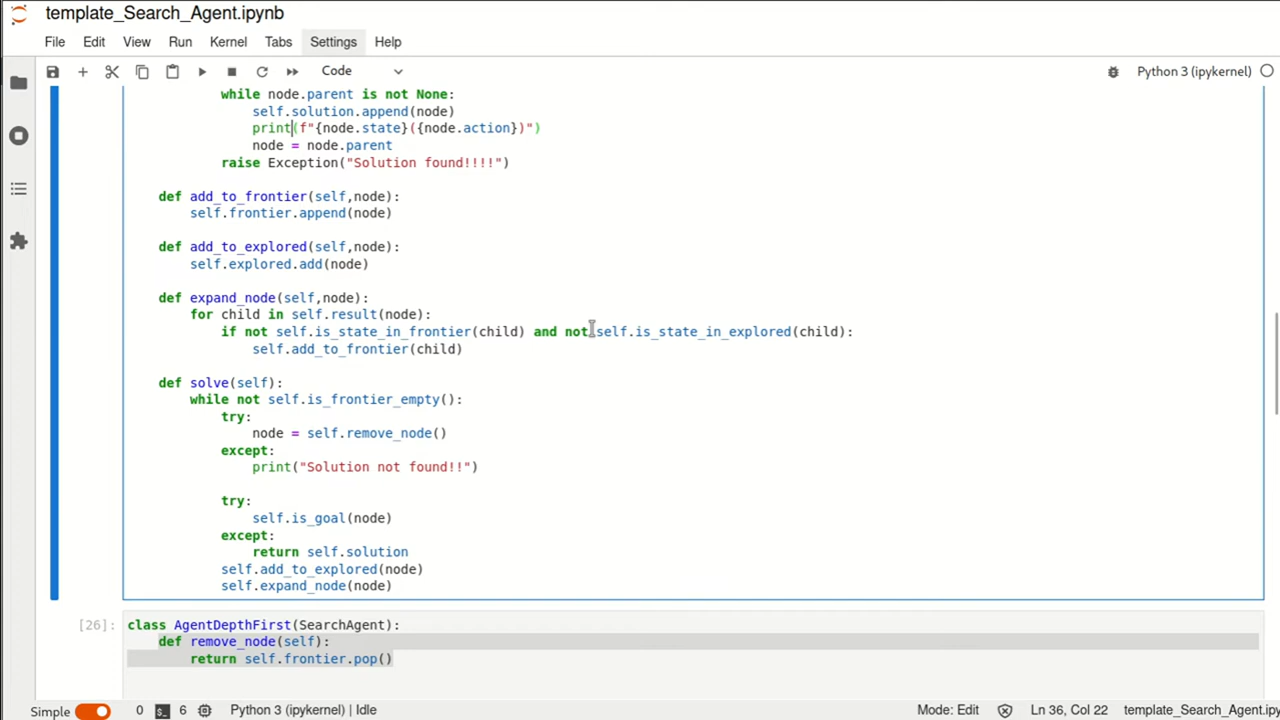 template_Search_Agent.ipynb
File Edit View Run Kernel Tabs Settings Help
Code Python 3 (ipykernel)
while node.parent is not None:
self.solution.append(node)
print(f"{node.state}({node.action})")
node = node.parent
raise Exception("Solution found!!!!")
def add_to_frontier(self,node):
self.frontier.append(node)
def add_to_explored(self,node):
self.explored.add(node)
def expand_node(self,node):
for child in self.result(node):
if not self.is_state_in_frontier(child) and not self.is_state_in_explored(child):
self.add_to_frontier(child)
def solve(self):
while not self.is_frontier_empty():
try:
node = self.remove_node()
except:
print("Solution not found!!")
try:
self.is_goal(node)
except:
return self.solution
self.add_to_explored(node)
self.expand_node(node)
[26]: class AgentDepthFirst(SearchAgent):
def remove_node(self):
return self.frontier.pop()
Simple 0 6 Python 3 (ipykernel) | Idle Mode: Edit Ln 36, Col 22 template_Search_Agent.ipy